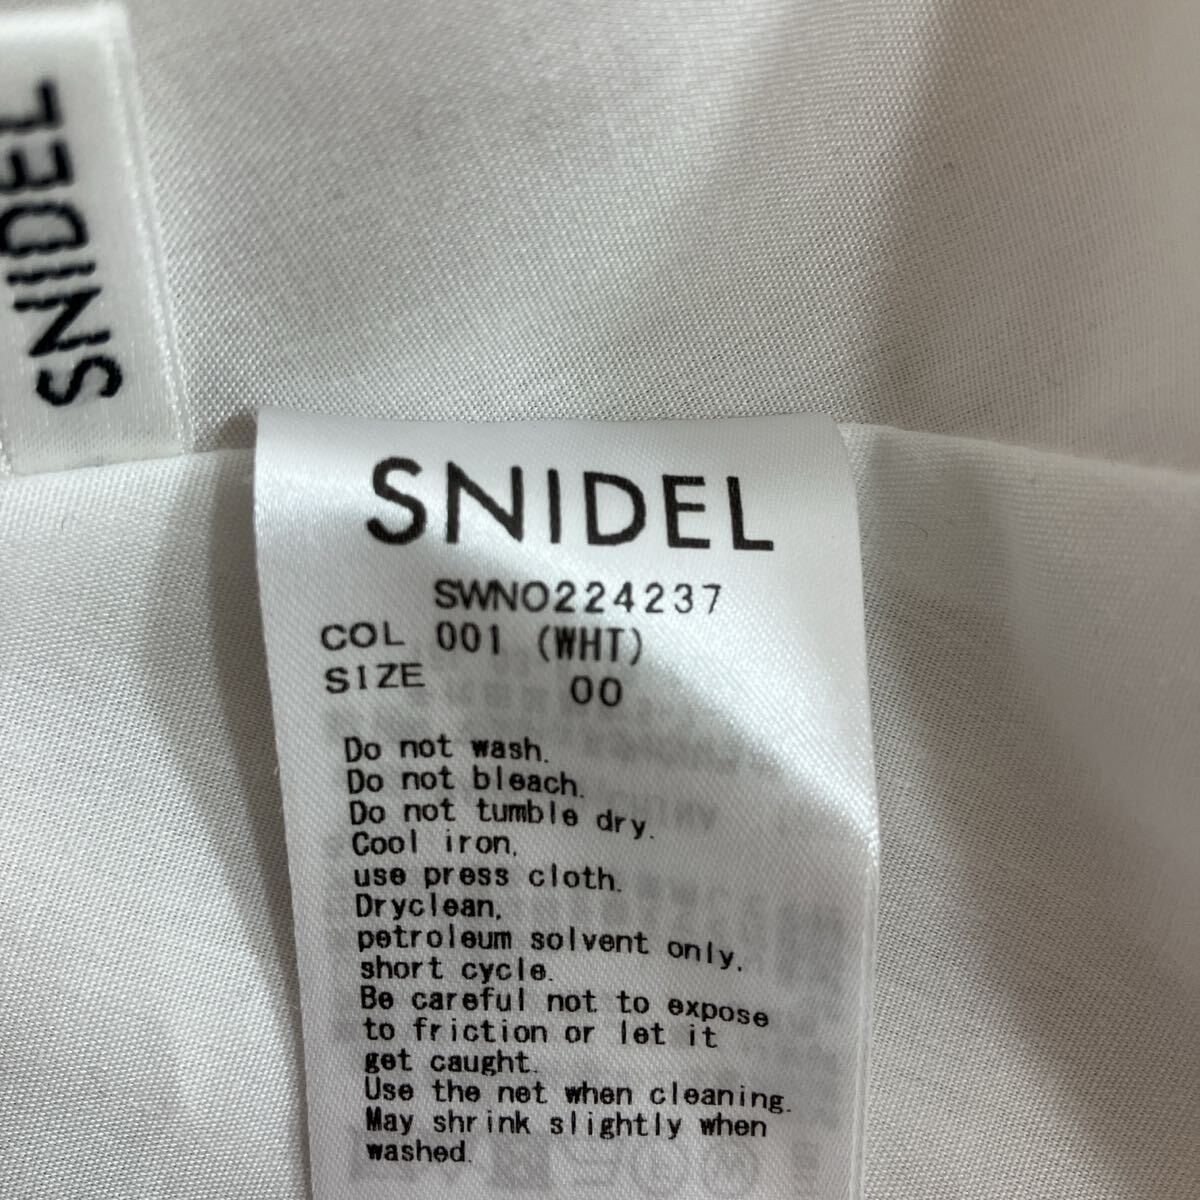 SNIDEL
SNIDEL
SWNO224237
COL 001 (WHT)
SIZE 00
Do not wash.
Do not bleach.
Do not tumble dry.
Cool iron,
use press cloth.
Dryclean,
petroleum solvent only,
short cycle.
Be careful not to expose
to friction or let it
get caught.
Use the net when cleaning.
May shrink slightly when
washed.